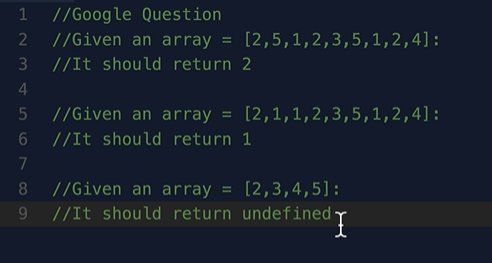 1 //Google Question
2 //Given an array = [2,5,1,2,3,5,1,2,4]:
3 //It should return 2
4
5 //Given an array = [2,1,1,2,3,5,1,2,4]:
6 //It should return 1
7
8 //Given an array = [2,3,4,5]:
9 //It should return undefined